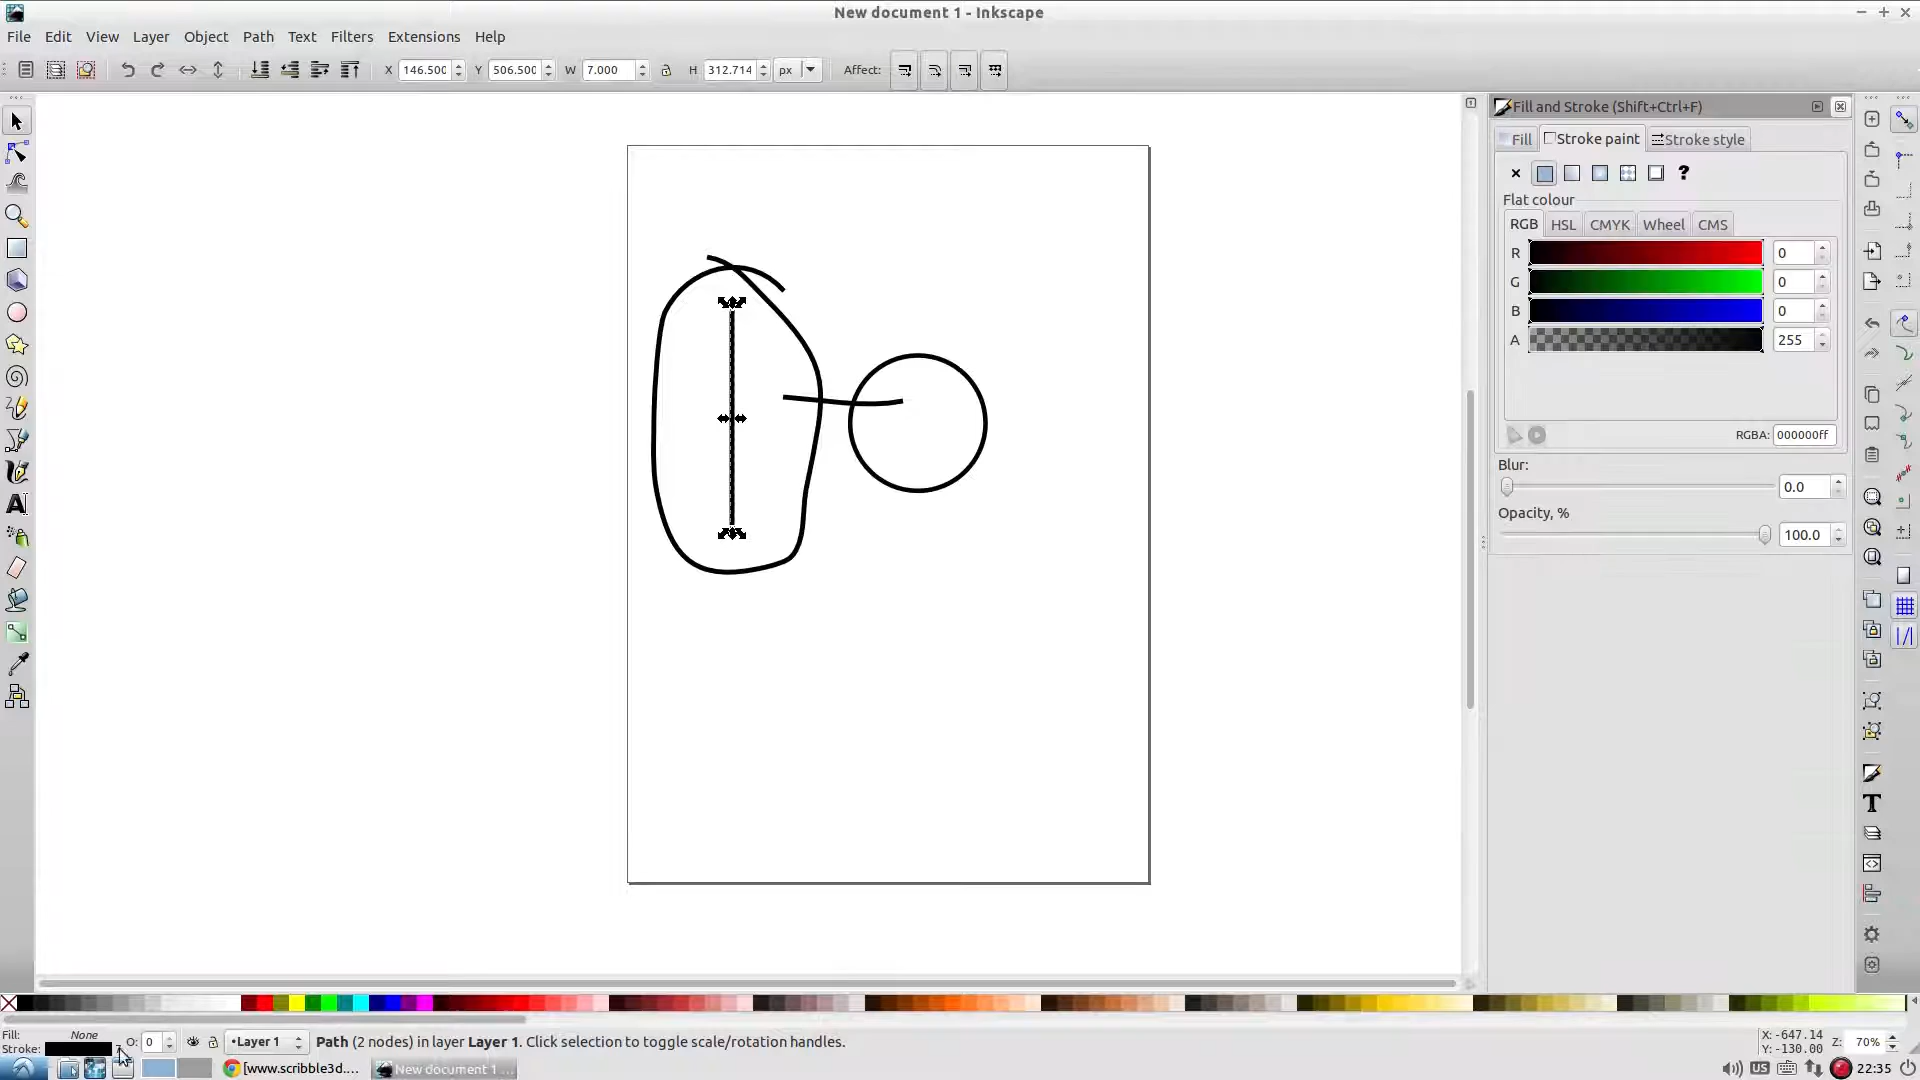 New document 1 - Inkscape
File Edit View Layer Object Path Text Filters Extensions Help
X 146.500 Y 506.500 W 7.000 H 312.714 px Affect:
Fill and Stroke (Shift+Ctrl+F)
Fill Stroke paint Stroke style
?
Flat colour
RGB HSL CMYK Wheel CMS
R 0
G 0
B 0
A 255
RGBA: 000000ff
Blur:
0.0
Opacity, %
100.0
Fill: None
Stroke: 7 O: 0 •Layer 1 Path (2 nodes) in layer Layer 1. Click selection to toggle scale/rotation handles.
X: -647.14
Y: -130.00
Z: 70%
[www.scribble3d.... New document 1 ... US 22:35